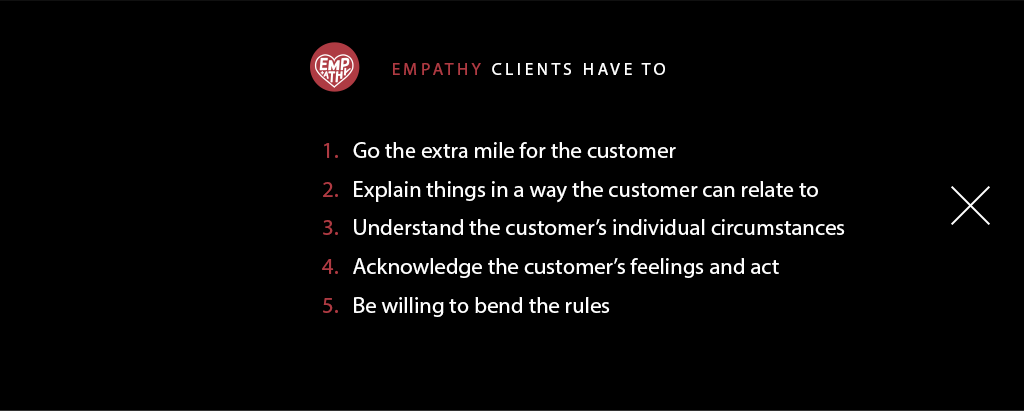 EMPATHY
EMPATHY CLIENTS HAVE TO
1. Go the extra mile for the customer
2. Explain things in a way the customer can relate to
3. Understand the customer’s individual circumstances
4. Acknowledge the customer’s feelings and act
5. Be willing to bend the rules